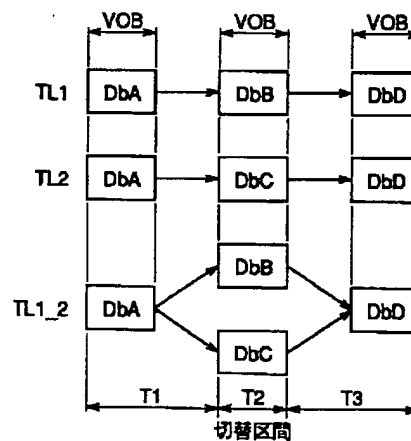 VOB VOB VOB
TL1 DbA DbB DbD
TL2 DbA DbC DbD
DbB
TL1_2 DbA DbD
DbC
T1 T2 T3
切替区間